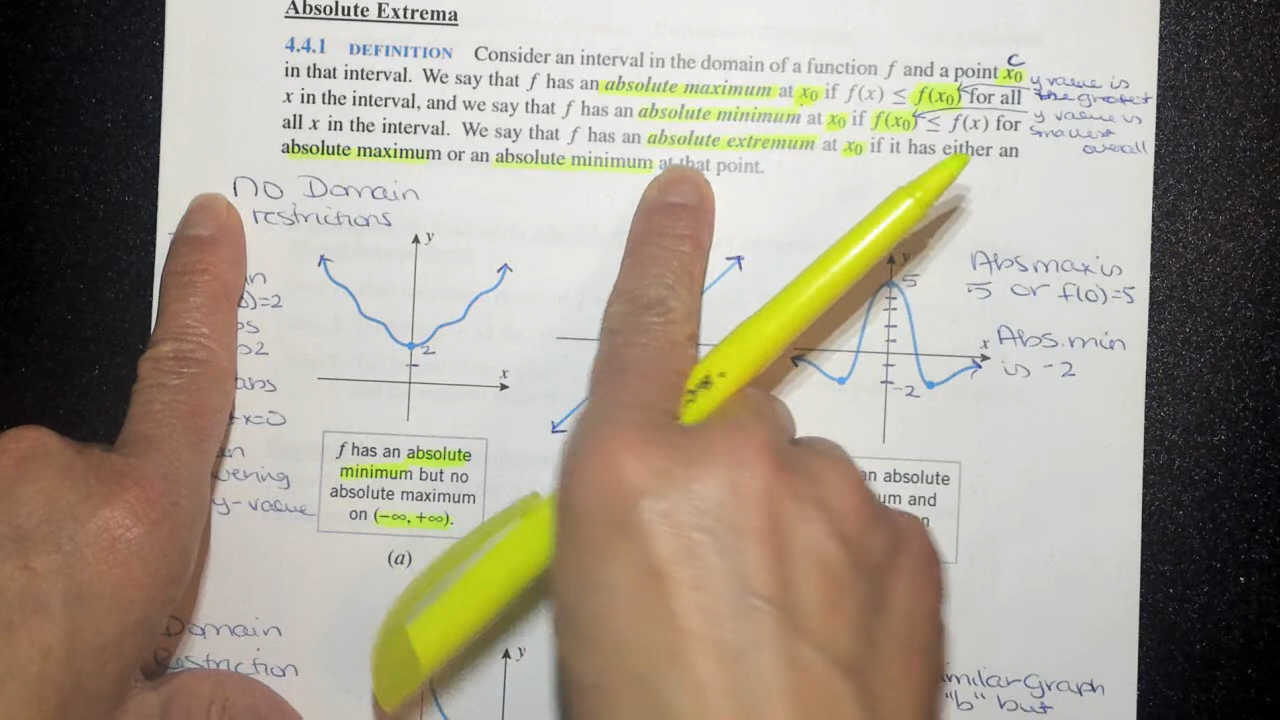 Absolute Extrema
4.4.1 DEFINITION Consider an interval in the domain of a function f and a point x₀
C
in that interval. We say that f has an absolute maximum at x₀ if f(x) ≤ f(x₀) for all
y value is
the greatest
x in the interval, and we say that f has an absolute minimum at x₀ if f(x₀) ≤ f(x) for
y value is
smallest
overall
all x in the interval. We say that f has an absolute extremum at x₀ if it has either an
absolute maximum or an absolute minimum at that point.
no Domain
restrictions
)=2
abs
x=0
y-value
y
2
x
f has an absolute
minimum but no
absolute maximum
on (−∞, +∞).
(a)
y
5
x
-2
Abs max is
5 or f(0)=5
Abs. min
is -2
an absolute
and
Domain
Restriction
y
graph
"b" but